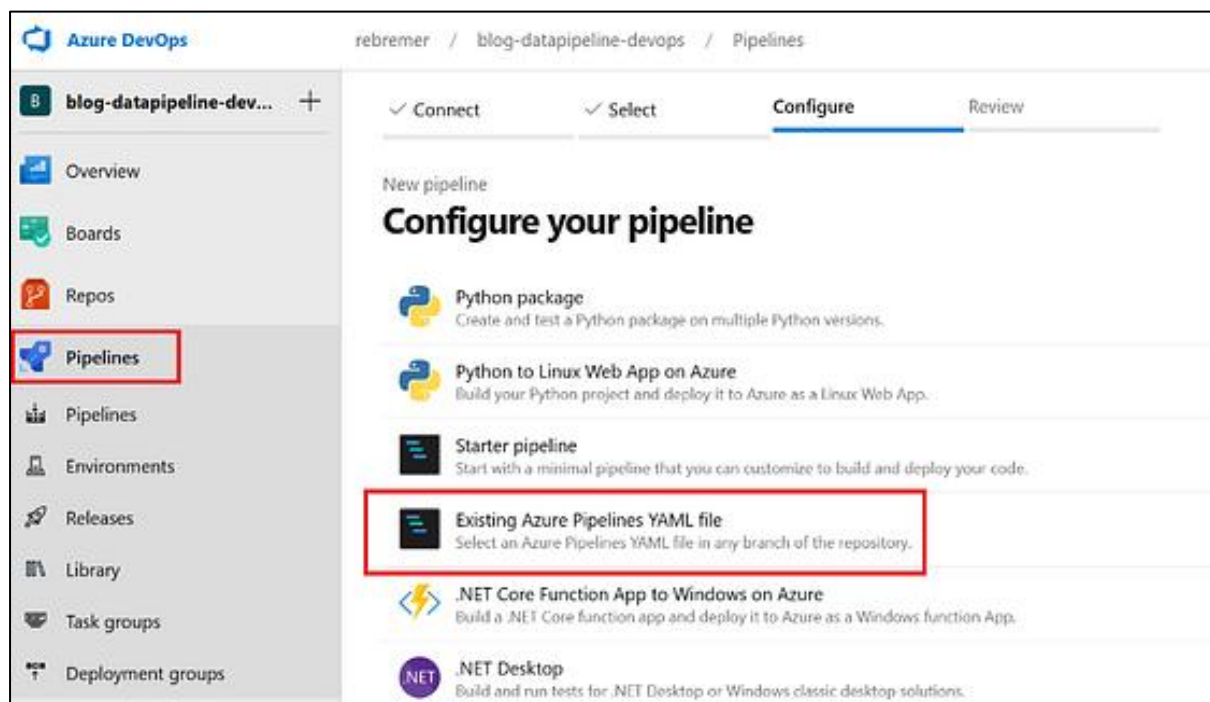 Azure DevOps
rebremer / blog-datapipeline-devops / Pipelines
B
blog-datapipeline-dev... +
Overview
Boards
Repos
Pipelines
Pipelines
Environments
Releases
Library
Task groups
Deployment groups
✓ Connect
✓ Select
Configure
Review
New pipeline
Configure your pipeline
Python package
Create and test a Python package on multiple Python versions.
Python to Linux Web App on Azure
Build your Python project and deploy it to Azure as a Linux Web App.
Starter pipeline
Start with a minimal pipeline that you can customize to build and deploy your code.
Existing Azure Pipelines YAML file
Select an Azure Pipelines YAML file in any branch of the repository.
.NET Core Function App to Windows on Azure
Build a .NET Core function app and deploy it to Azure as a Windows function App.
.NET
.NET Desktop
Build and run tests for .NET Desktop or Windows classic desktop solutions.